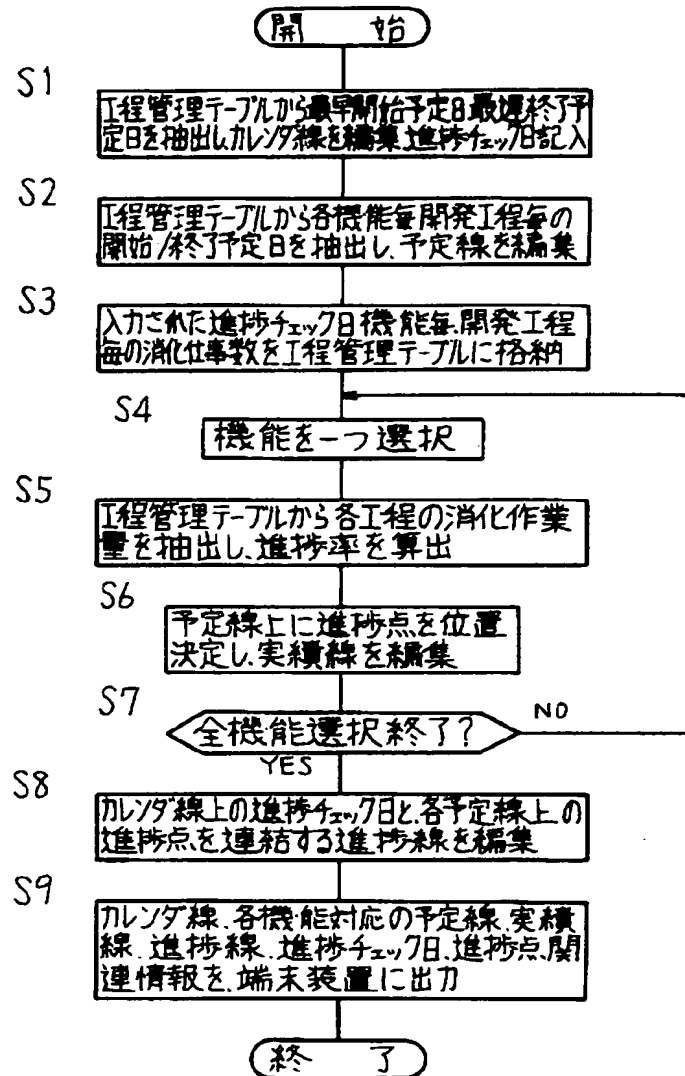 開 始
S1
工程管理テーブルから最早開始予定日最遅終了予
定日を抽出しカレンダ線を編集、進捗チェック日記入
S2
工程管理テーブルから各機能毎開発工程毎の
開始/終了予定日を抽出し、予定線を編集
S3
入力された進捗チェック日機能毎、開発工程
毎の消化仕事数を工程管理テーブルに格納
S4
機能を一つ選択
S5
工程管理テーブルから各工程の消化作業
量を抽出し、進捗率を算出
S6
予定線上に進捗点を位置
決定し、実績線を編集
S7
全機能選択終了?
NO
YES
S8
カレンダ線上の進捗チェック日と、各予定線上の
進捗点を連結する進捗線を編集
S9
カレンダ線、各機能対応の予定線、実績
線、進捗線、進捗チェック日、進捗点関
連情報を、端末装置に出力
終 了